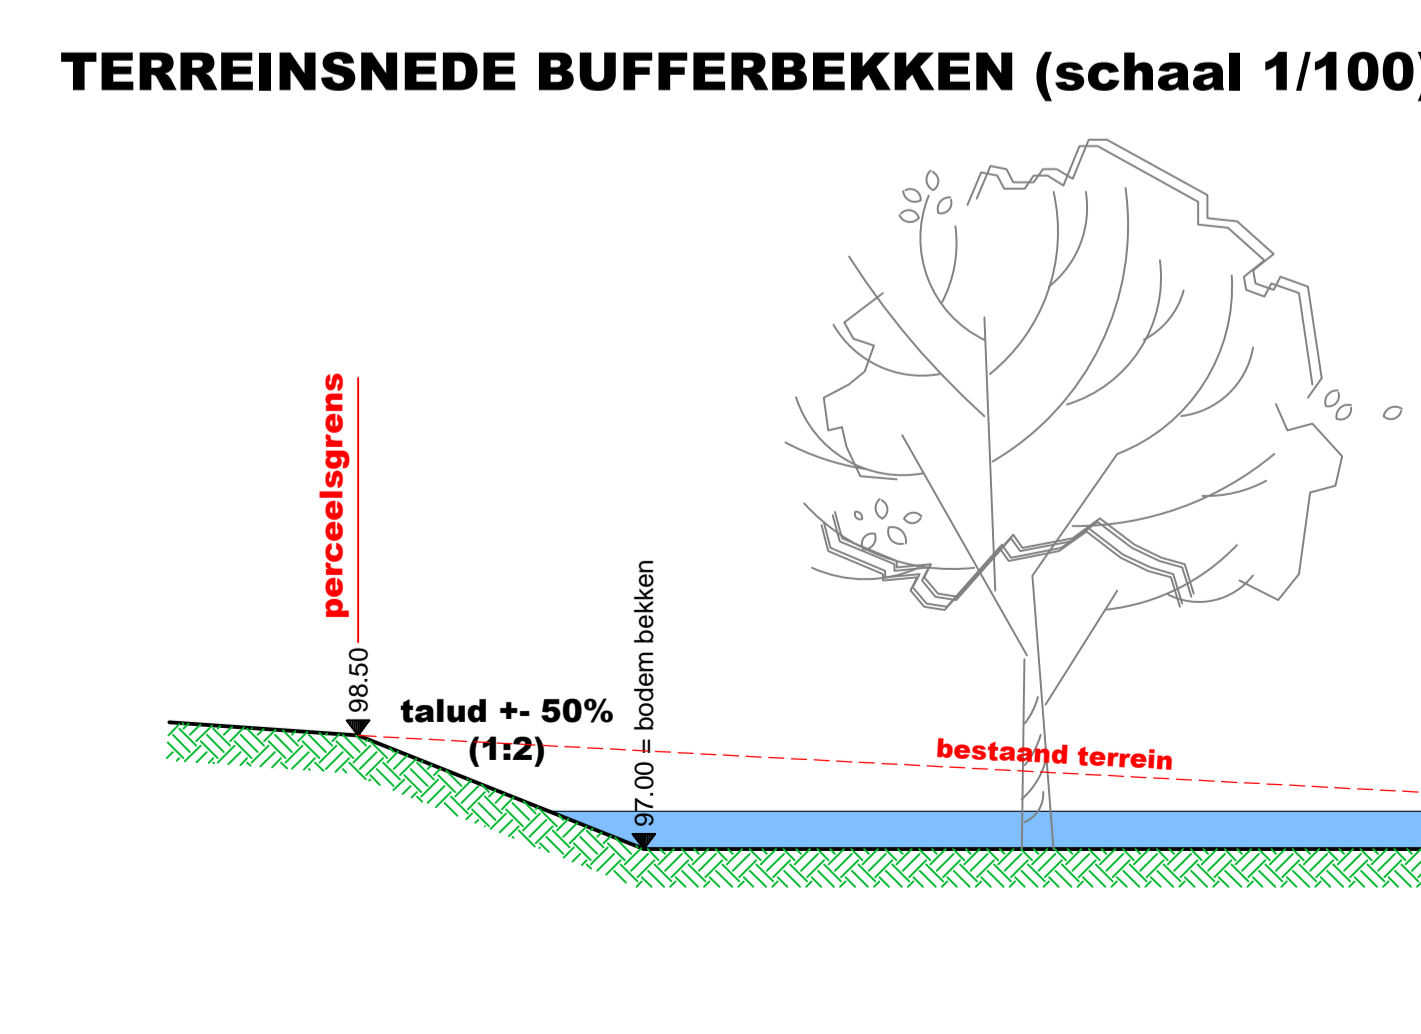 TERREINSNEDE BUFFERBEKKEN (schaal 1/100)
perceelsgrens
98.50
talud +- 50%
(1:2)
97.00 = bodem bekken
bestaand terrein